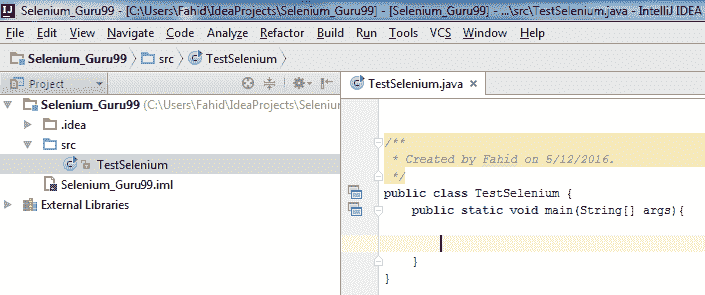 Selenium_Guru99 - [C:\Users\Fahid\IdeaProjects\Selenium_Guru99] - [Selenium_Guru99] - ...\src\TestSelenium.java - IntelliJ IDEA
File Edit View Navigate Code Analyze Refactor Build Run Tools VCS Window Help
Selenium_Guru99 src TestSelenium
Project
Selenium_Guru99 (C:\Users\Fahid\IdeaProjects\Seleniu
.idea
src
TestSelenium
Selenium_Guru99.iml
External Libraries
TestSelenium.java
/**
* Created by Fahid on 5/12/2016.
*/
public class TestSelenium {
public static void main(String[] args){
}
}